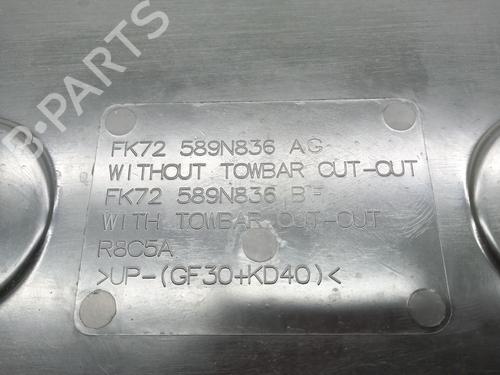 B-PARTS
FK72 589N836 AG
WITHOUT TOWBAR CUT-OUT
FK72 589N836 BF
WITH TOWBAR CUT-OUT
R8C5A
>UP-(GF30+KD40)<